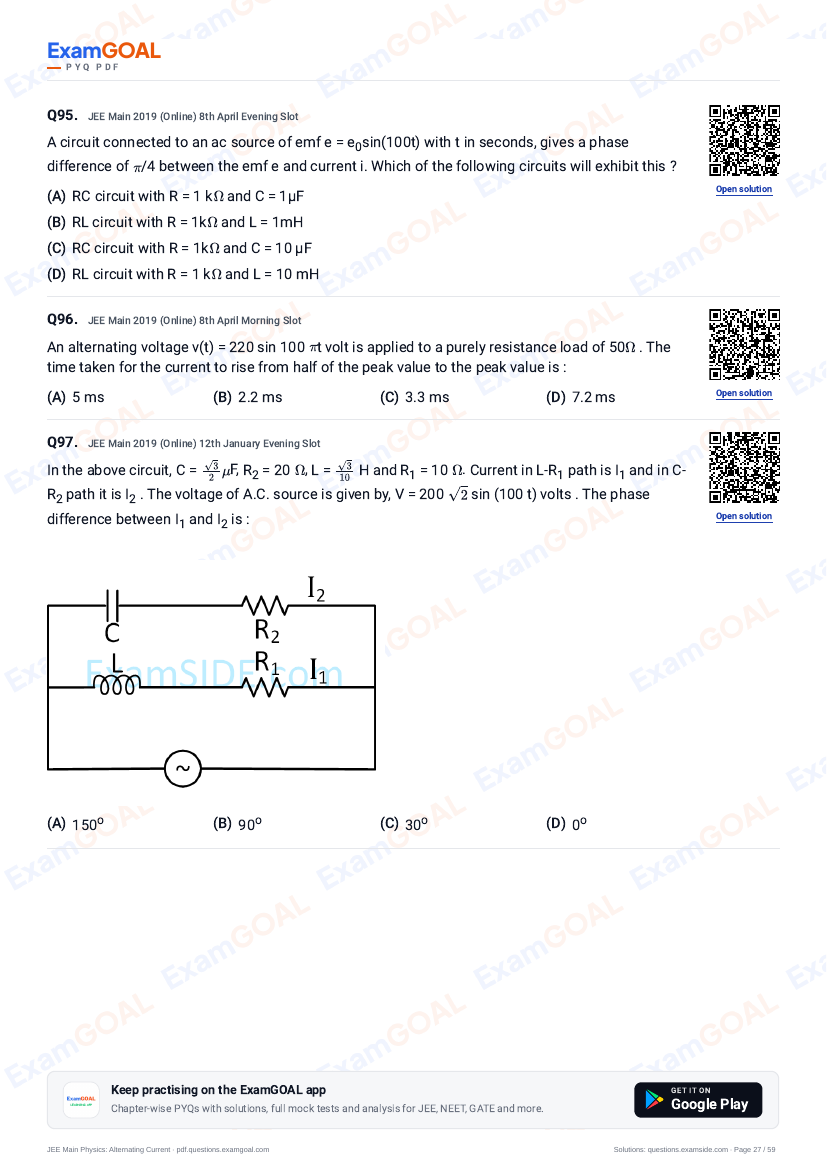 ExamGOAL
PYQ PDF
Q95. JEE Main 2019 (Online) 8th April Evening Slot
A circuit connected to an ac source of emf e = e₀sin(100t) with t in seconds, gives a phase
difference of π/4 between the emf e and current i. Which of the following circuits will exhibit this ?
Open solution
(A) RC circuit with R = 1 kΩ and C = 1μF
(B) RL circuit with R = 1kΩ and L = 1mH
(C) RC circuit with R = 1kΩ and C = 10 μF
(D) RL circuit with R = 1 kΩ and L = 10 mH
Q96. JEE Main 2019 (Online) 8th April Morning Slot
An alternating voltage v(t) = 220 sin 100 πt volt is applied to a purely resistance load of 50Ω . The
time taken for the current to rise from half of the peak value to the peak value is :
Open solution
(A) 5 ms (B) 2.2 ms (C) 3.3 ms (D) 7.2 ms
Q97. JEE Main 2019 (Online) 12th January Evening Slot
In the above circuit, C = √3/2 μF, R₂ = 20 Ω, L = √3/10 H and R₁ = 10 Ω. Current in L-R₁ path is I₁ and in C-
R₂ path it is I₂ . The voltage of A.C. source is given by, V = 200 √2 sin (100 t) volts . The phase
difference between I₁ and I₂ is :
Open solution
I₂
C R₂
L R₁ I₁
ExamSIDE.com
~
(A) 150º (B) 90º (C) 30º (D) 0º
Keep practising on the ExamGOAL app
Chapter-wise PYQs with solutions, full mock tests and analysis for JEE, NEET, GATE and more.
GET IT ON
Google Play
JEE Main Physics: Alternating Current · pdf.questions.examgoal.com
Solutions: questions.examside.com · Page 27 / 59